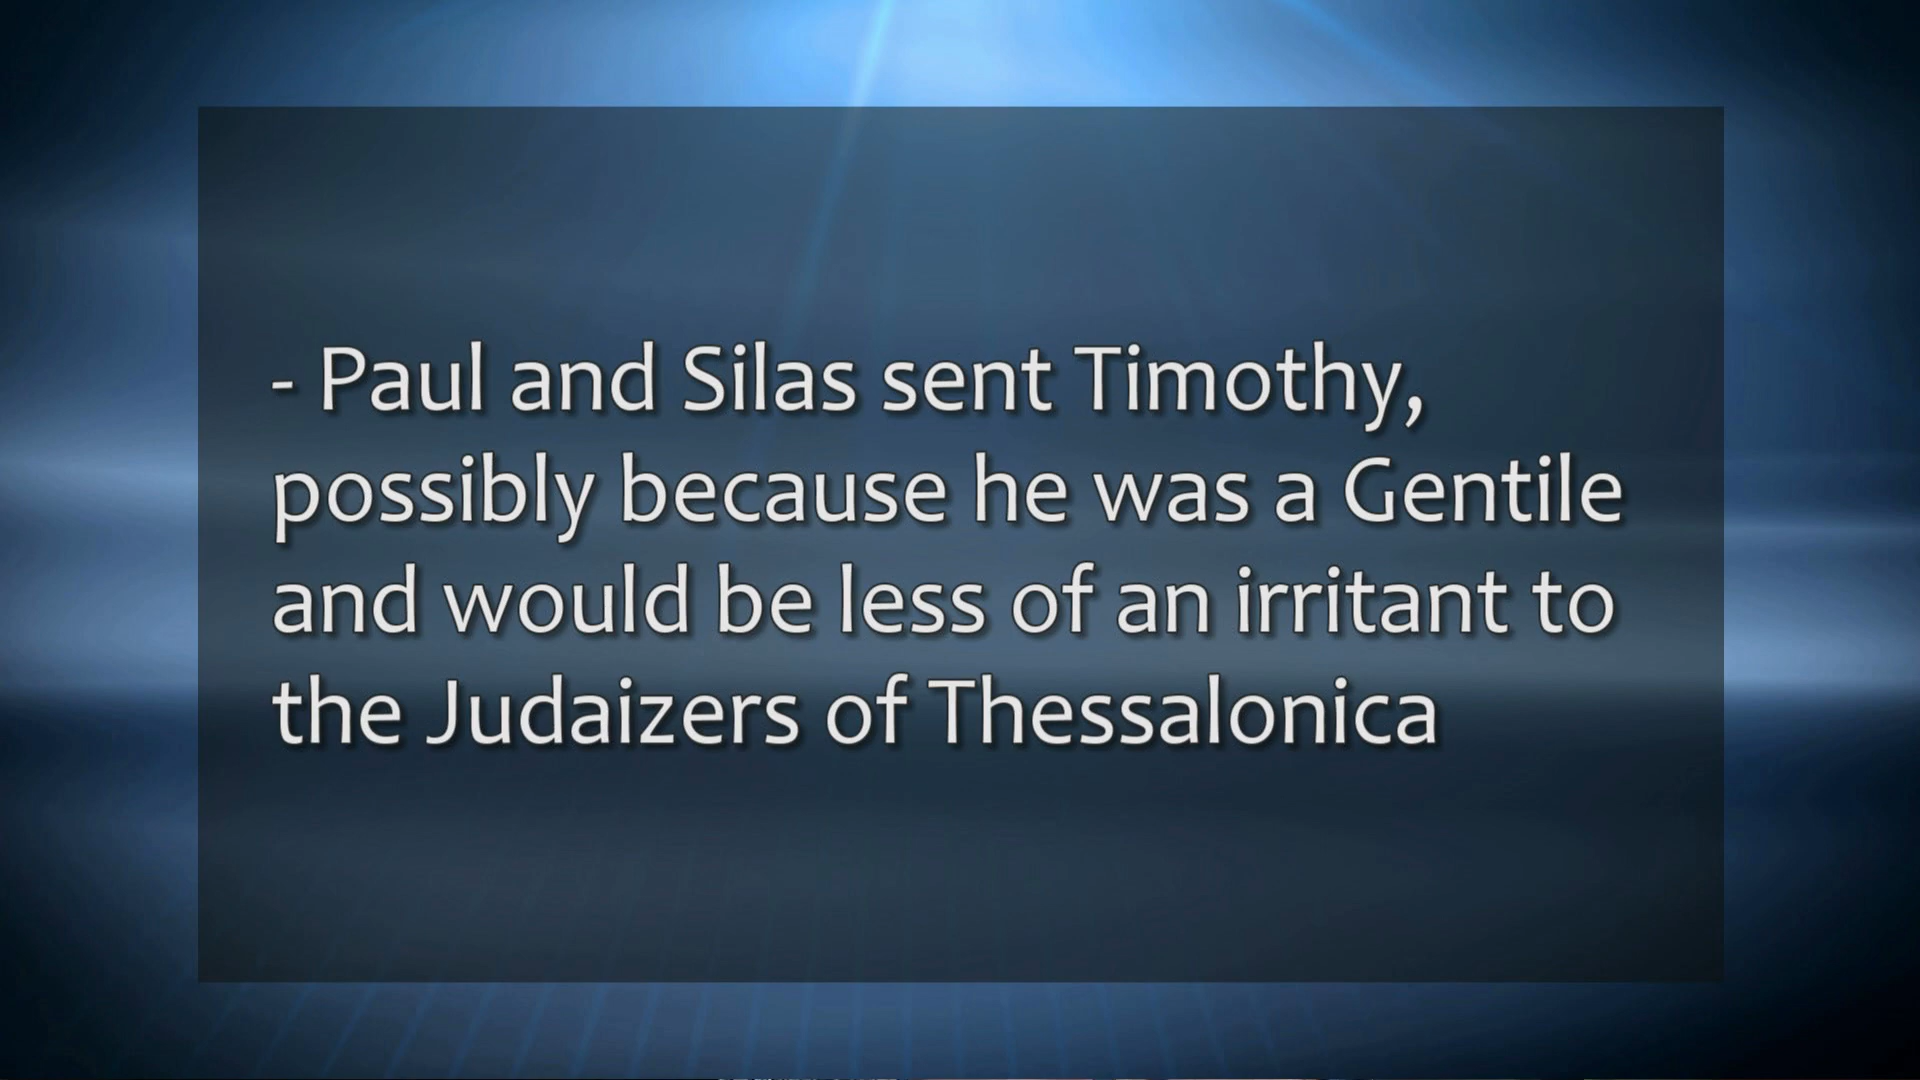 - Paul and Silas sent Timothy,
possibly because he was a Gentile
and would be less of an irritant to
the Judaizers of Thessalonica